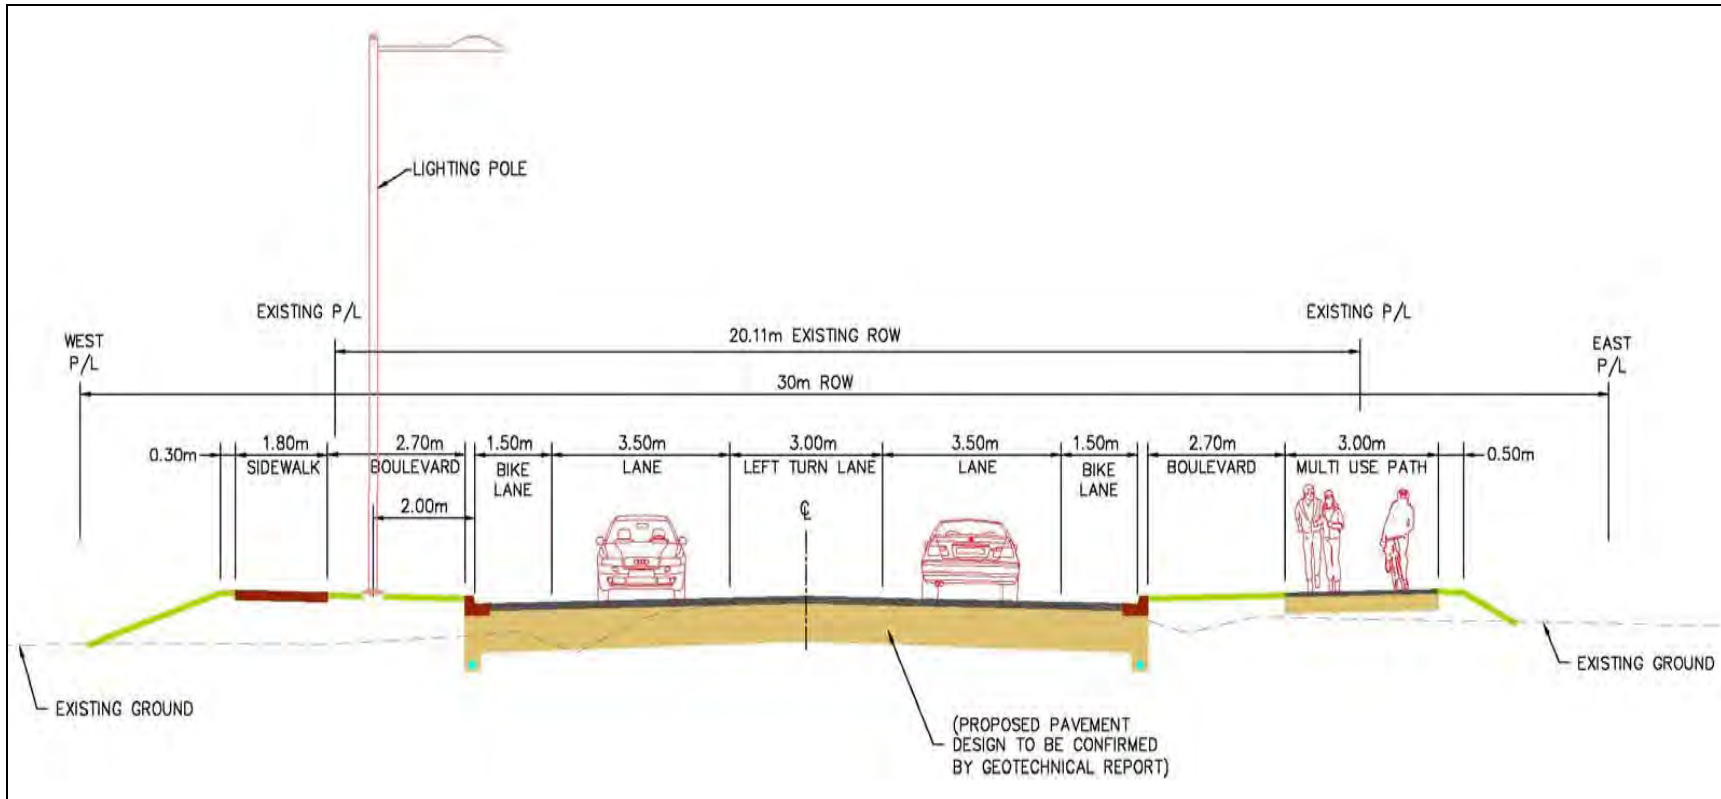 LIGHTING POLE
EXISTING P/L
EXISTING P/L
20.11m EXISTING ROW
WEST
P/L
EAST
P/L
30m ROW
0.30m
1.80m
SIDEWALK
2.70m
BOULEVARD
1.50m
BIKE
LANE
3.50m
LANE
3.00m
LEFT TURN LANE
3.50m
LANE
1.50m
BIKE
LANE
2.70m
BOULEVARD
3.00m
MULTI USE PATH
0.50m
2.00m
℄
EXISTING GROUND
EXISTING GROUND
(PROPOSED PAVEMENT
DESIGN TO BE CONFIRMED
BY GEOTECHNICAL REPORT)